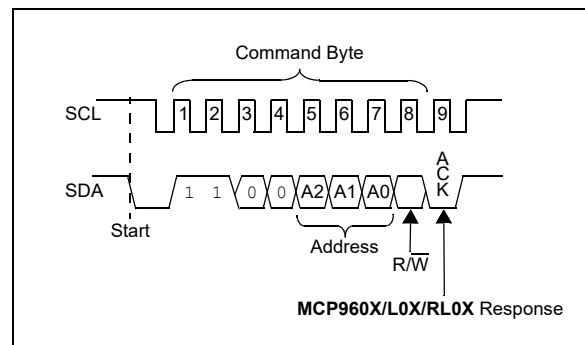 Command Byte
SCL 1 2 3 4 5 6 7 8 9
SDA 1 1 0 0 A2 A1 A0 ACK
Start
Address
R/W̅
MCP960X/L0X/RL0X Response